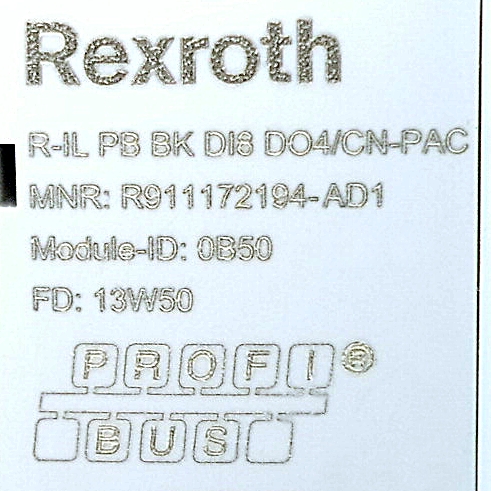 Rexroth
R-IL PB BK DI8 DO4/CN-PAC
MNR: R911172194-AD1
Module-ID: 0B50
FD: 13W50
PROFI®
BUS